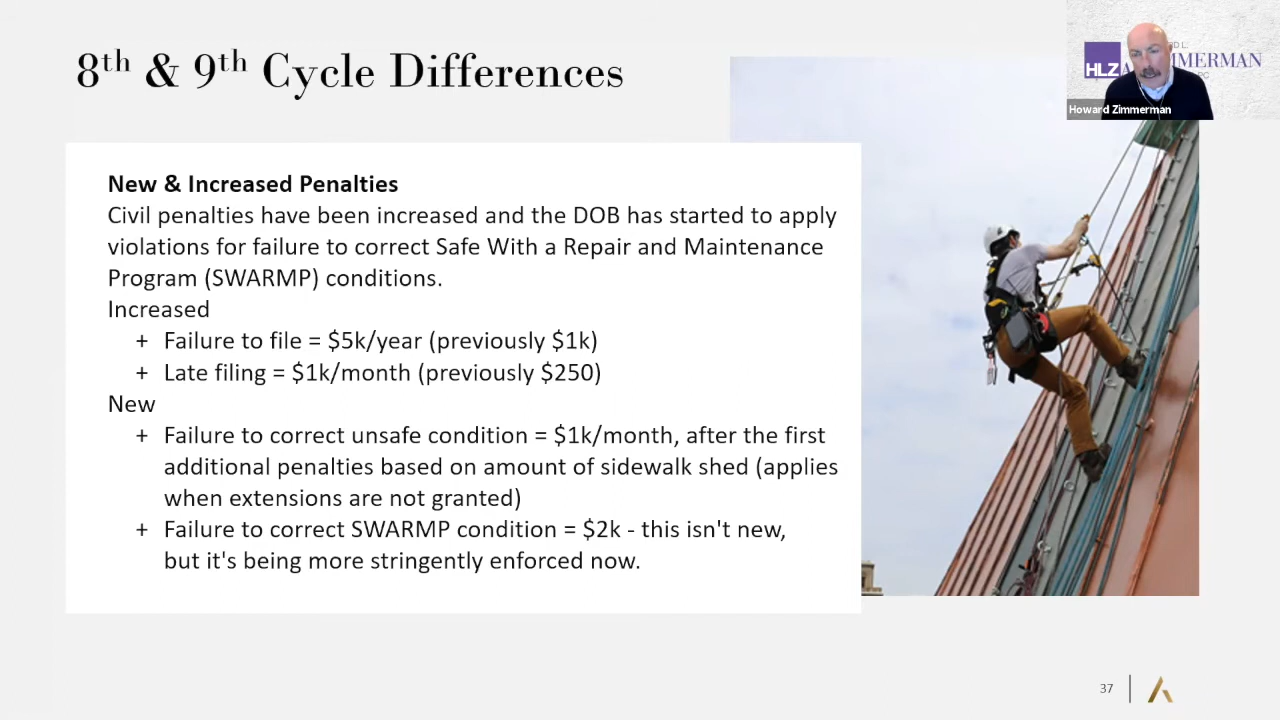 8th & 9th Cycle Differences
New & Increased Penalties
Civil penalties have been increased and the DOB has started to apply
violations for failure to correct Safe With a Repair and Maintenance
Program (SWARMP) conditions.
Increased
+ Failure to file = $5k/year (previously $1k)
+ Late filing = $1k/month (previously $250)
New
+ Failure to correct unsafe condition = $1k/month, after the first
additional penalties based on amount of sidewalk shed (applies
when extensions are not granted)
+ Failure to correct SWARMP condition = $2k - this isn't new,
but it's being more stringently enforced now.
HLZ
Howard Zimmerman
37